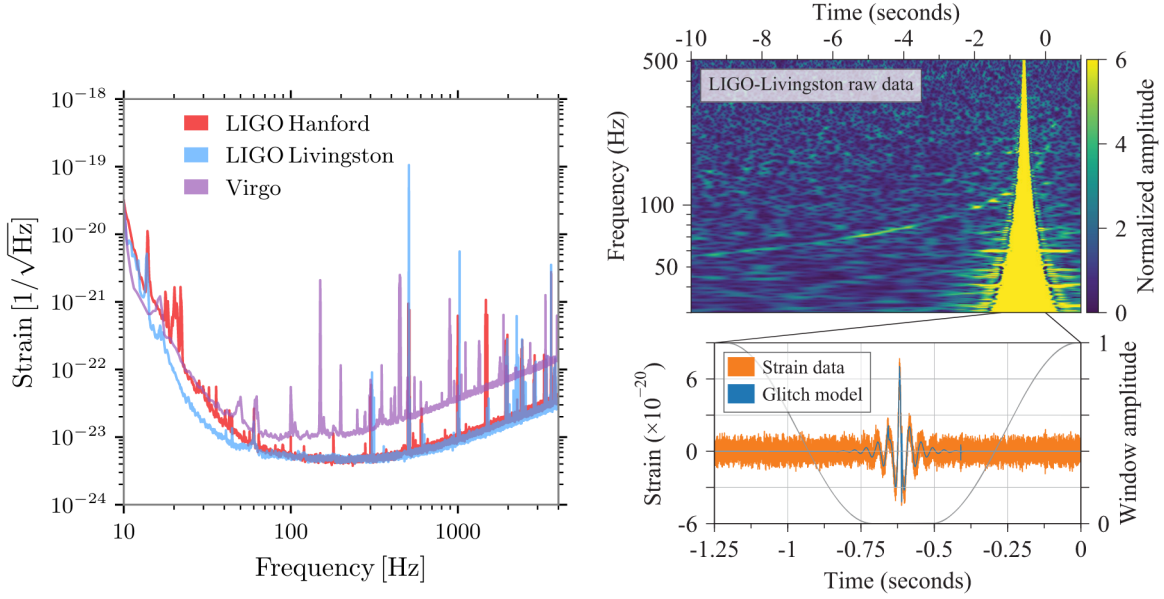 10⁻¹⁸
10⁻¹⁹
10⁻²⁰
10⁻²¹
10⁻²²
10⁻²³
10⁻²⁴
Strain [1/√Hz]
LIGO Hanford
LIGO Livingston
Virgo
10 100 1000
Frequency [Hz]
Time (seconds)
-10 -8 -6 -4 -2 0
500
100
50
Frequency (Hz)
LIGO-Livingston raw data
6
4
2
0
Normalized amplitude
6
3
0
-6
Strain (×10⁻²⁰)
Strain data
Glitch model
1
0
Window amplitude
-1.25 -1 -0.75 -0.5 -0.25 0
Time (seconds)